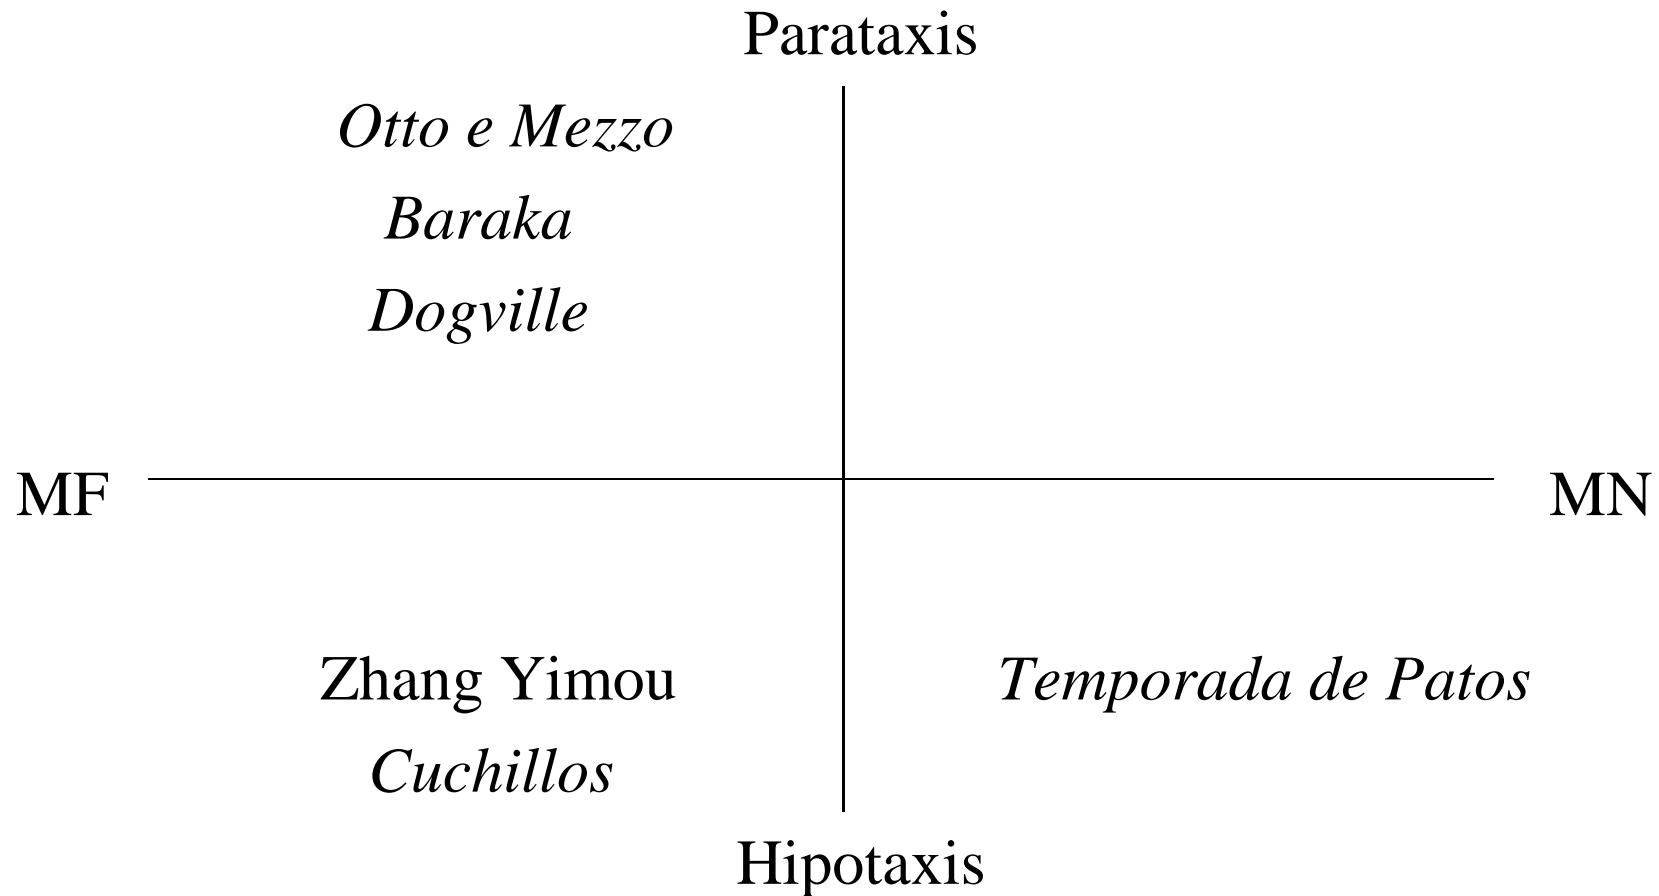 Parataxis
Otto e Mezzo
Baraka
Dogville
MF
MN
Zhang Yimou
Temporada de Patos
Cuchillos
Hipotaxis